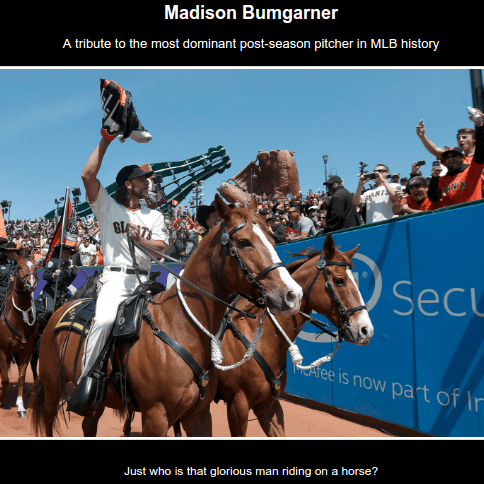 Madison Bumgarner
A tribute to the most dominant post-season pitcher in MLB history
GIANTS
GIANTS
Secu
McAfee is now part of In
Just who is that glorious man riding on a horse?